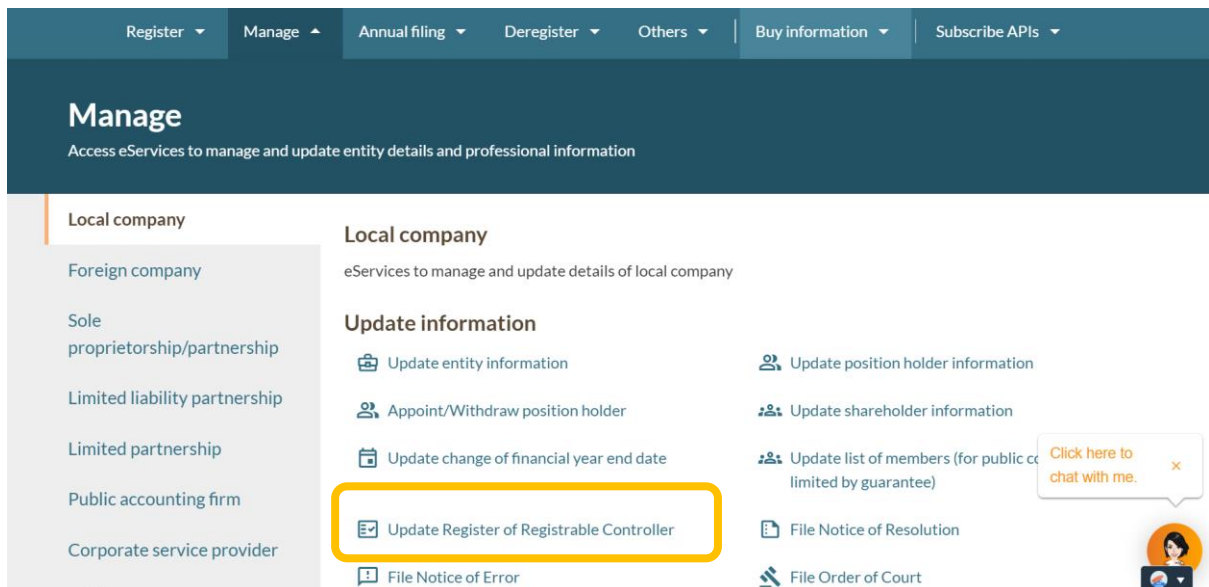 Register
Manage
Annual filing
Deregister
Others
Buy information
Subscribe APIs
Manage
Access eServices to manage and update entity details and professional information
Local company
Foreign company
Sole
proprietorship/partnership
Limited liability partnership
Limited partnership
Public accounting firm
Corporate service provider
Local company
eServices to manage and update details of local company
Update information
Update entity information
Update position holder information
Appoint/Withdraw position holder
Update shareholder information
Update change of financial year end date
Update list of members (for public
limited by guarantee)
Update Register of Registrable Controller
File Notice of Resolution
File Notice of Error
File Order of Court
Click here to
chat with me.